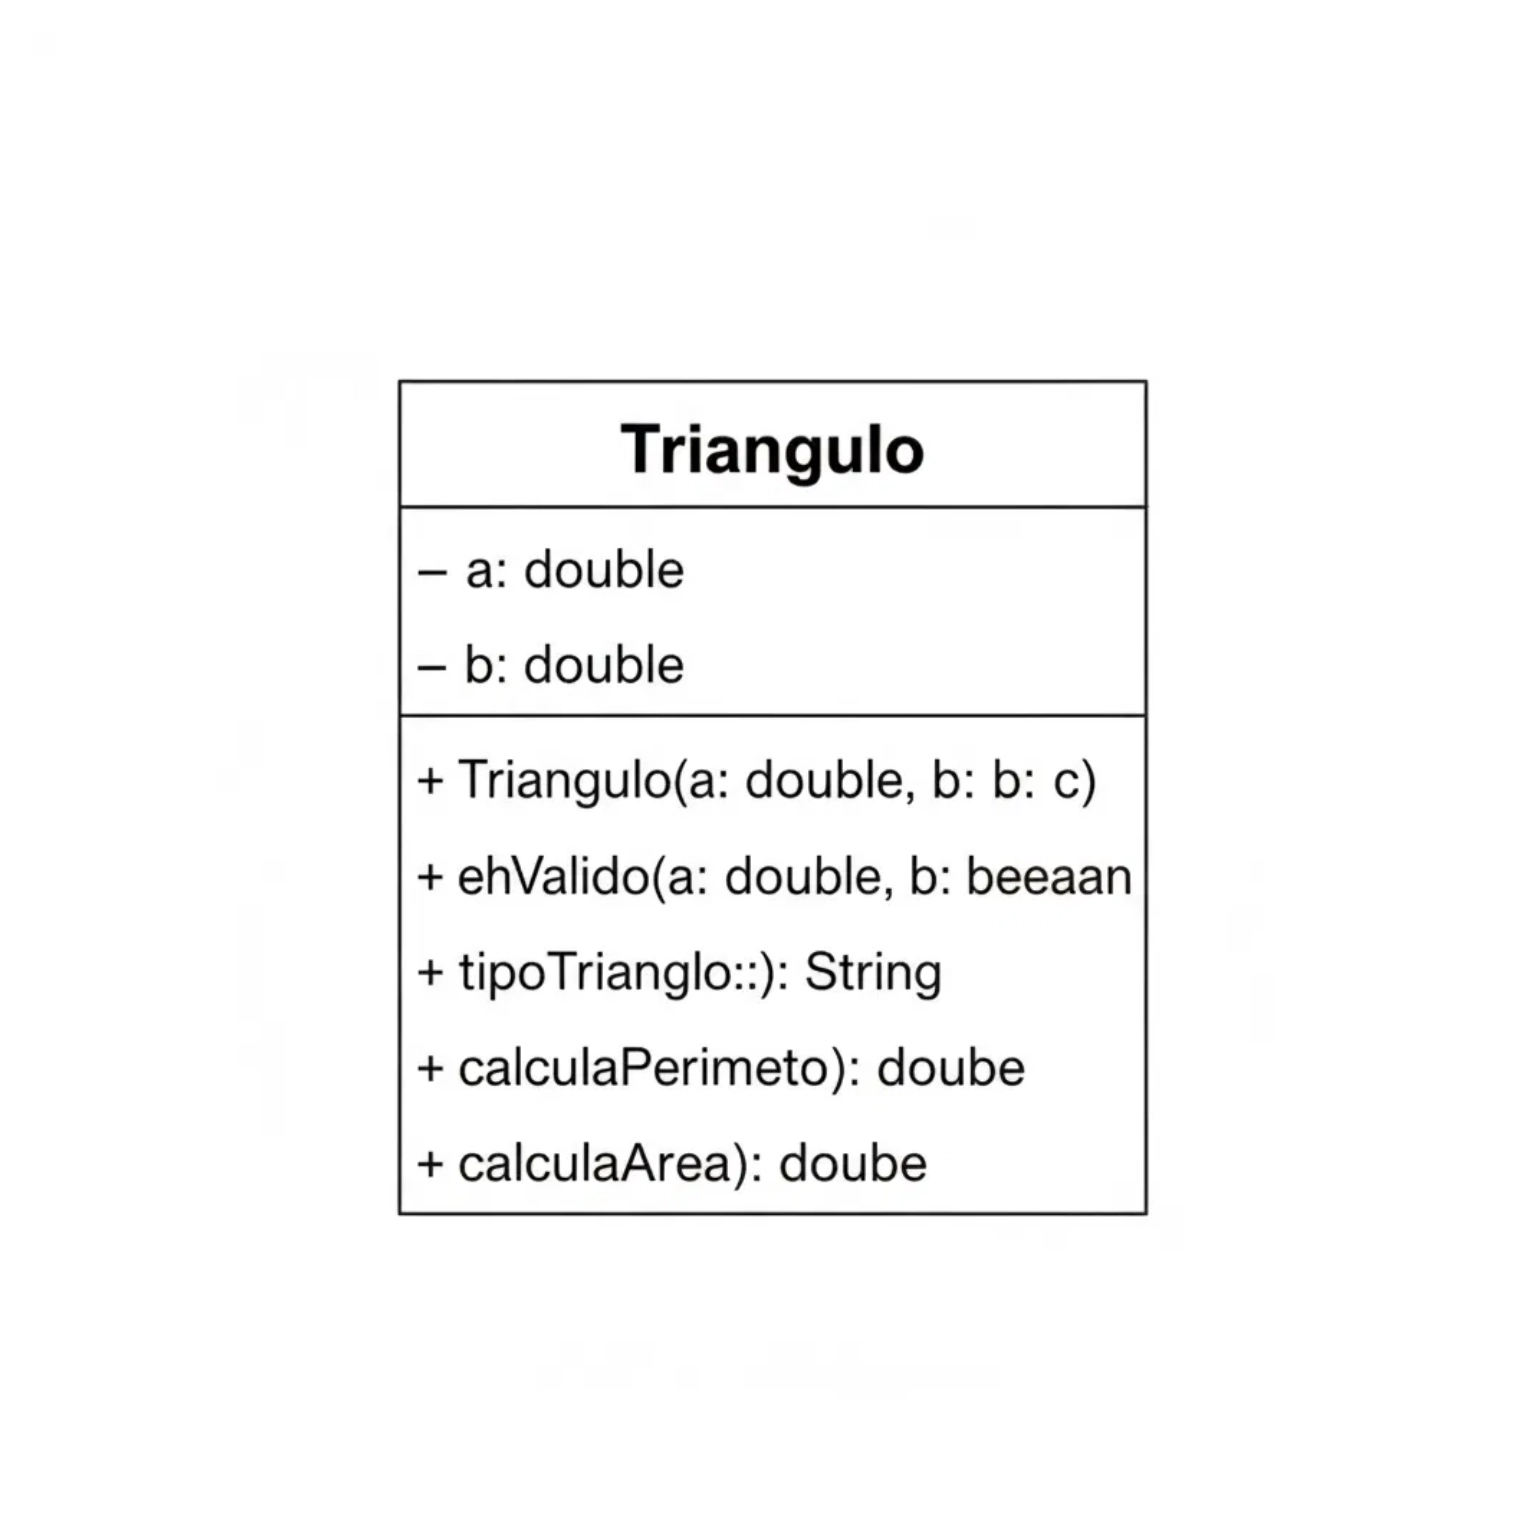 Triangulo
– a: double
– b: double
+ Triangulo(a: double, b: b: c)
+ ehValido(a: double, b: beeaan
+ tipoTrianglo::): String
+ calculaPerimeto): doube
+ calculaArea): doube